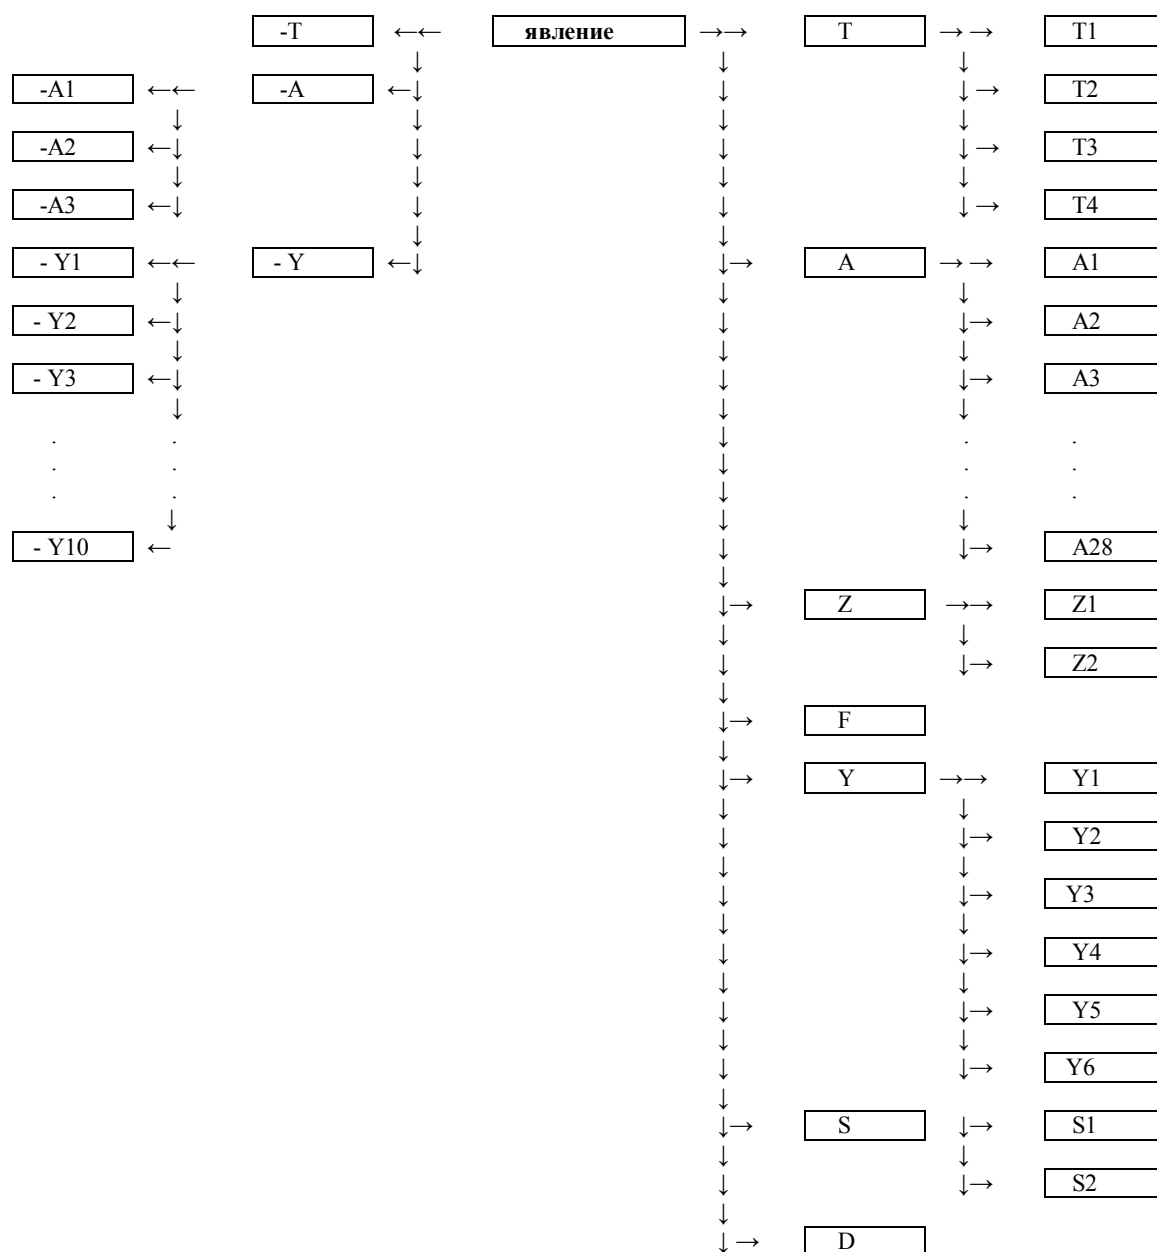 -T ←← явление →→ T →→ T1
-A1 ←← -A ← → T2
-A2 ← → T3
-A3 ← → T4
- Y1 ←← - Y ← → A →→ A1
- Y2 ← → A2
- Y3 ← → A3
. . . .
. . . .
. . . .
- Y10 ← → A28
→ Z →→ Z1
→ Z2
→ F
→ Y →→ Y1
→ Y2
→ Y3
→ Y4
→ Y5
→ Y6
→ S → S1
→ S2
→ D